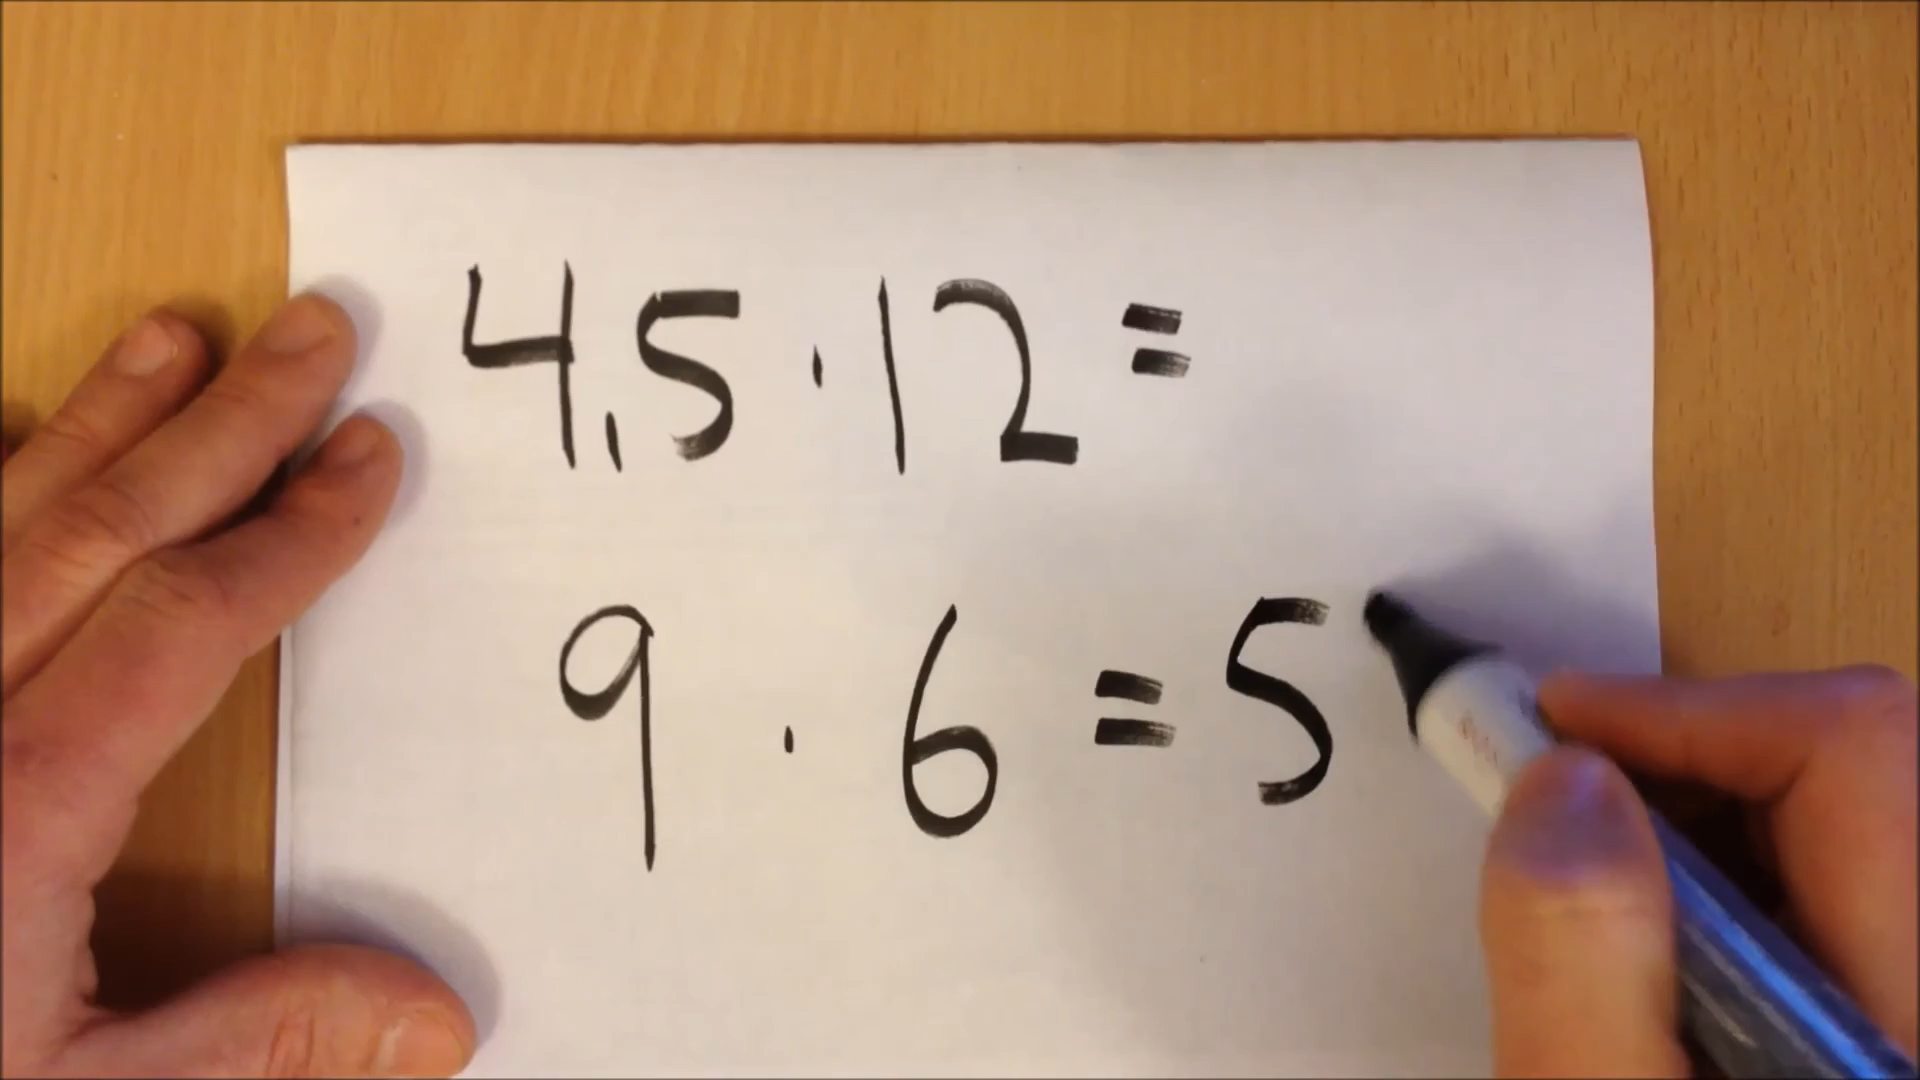 4,5 · 12 =
9 · 6 = 5